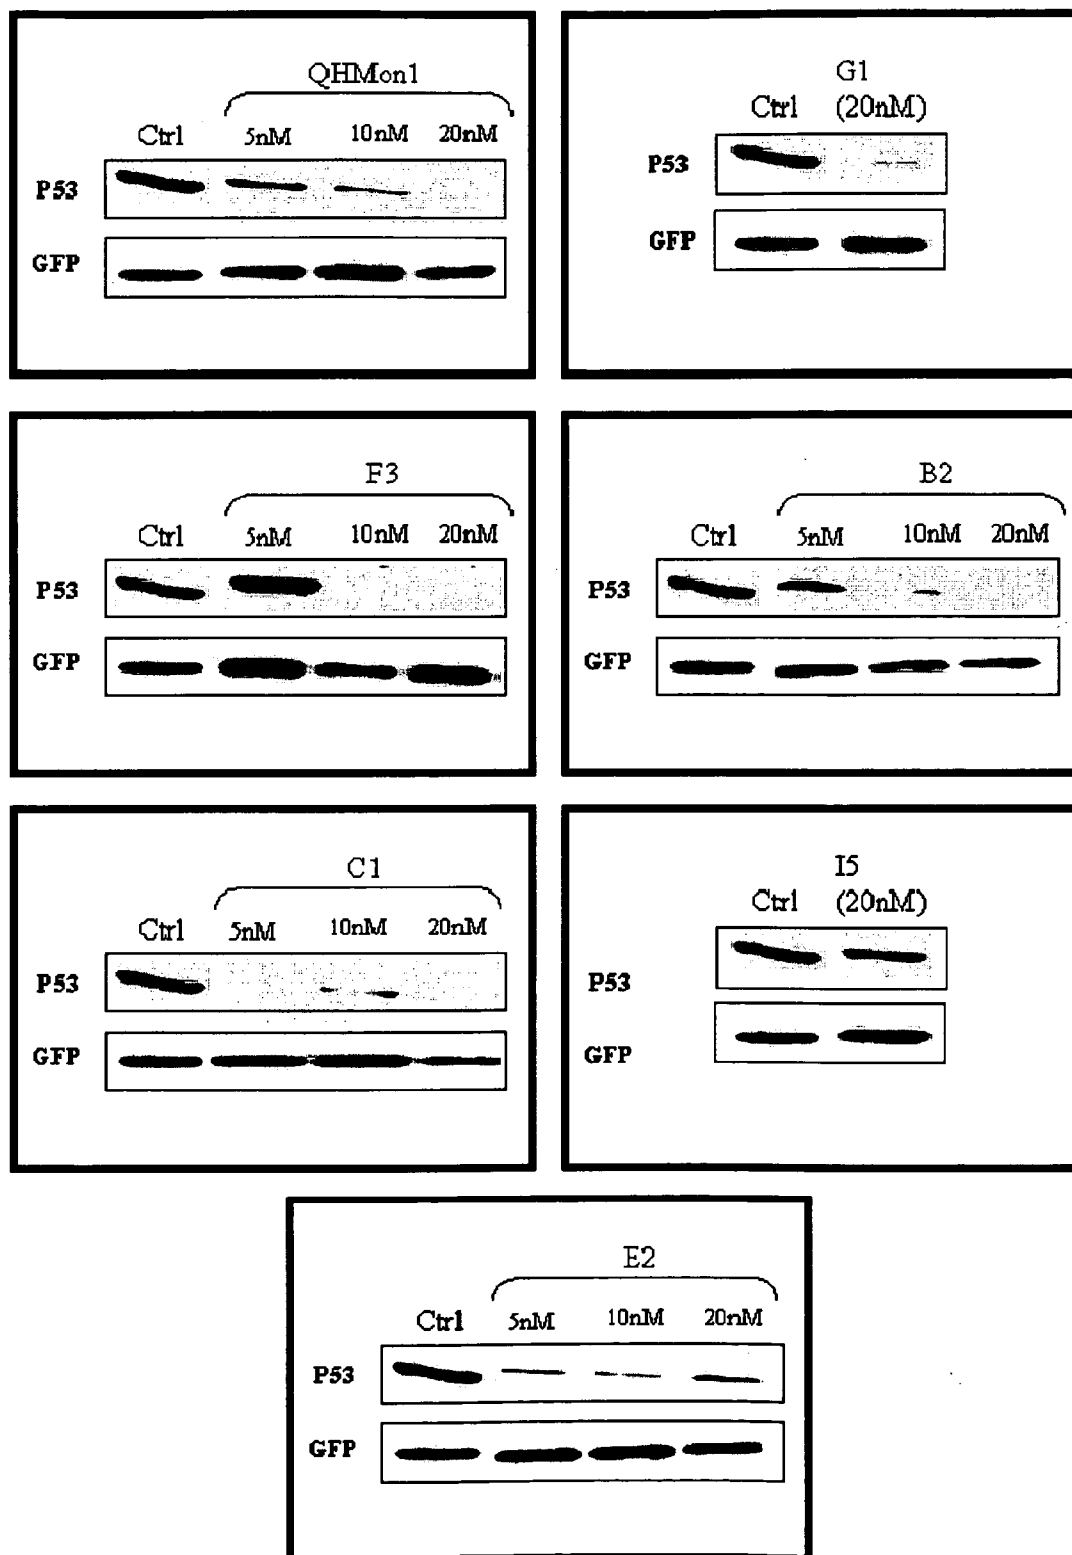 QHMon1
Ctrl 5nM 10nM 20nM
P53
GFP
G1
Ctrl (20nM)
P53
GFP
F3
Ctrl 5nM 10nM 20nM
P53
GFP
B2
Ctrl 5nM 10nM 20nM
P53
GFP
C1
Ctrl 5nM 10nM 20nM
P53
GFP
I5
Ctrl (20nM)
P53
GFP
E2
Ctrl 5nM 10nM 20nM
P53
GFP